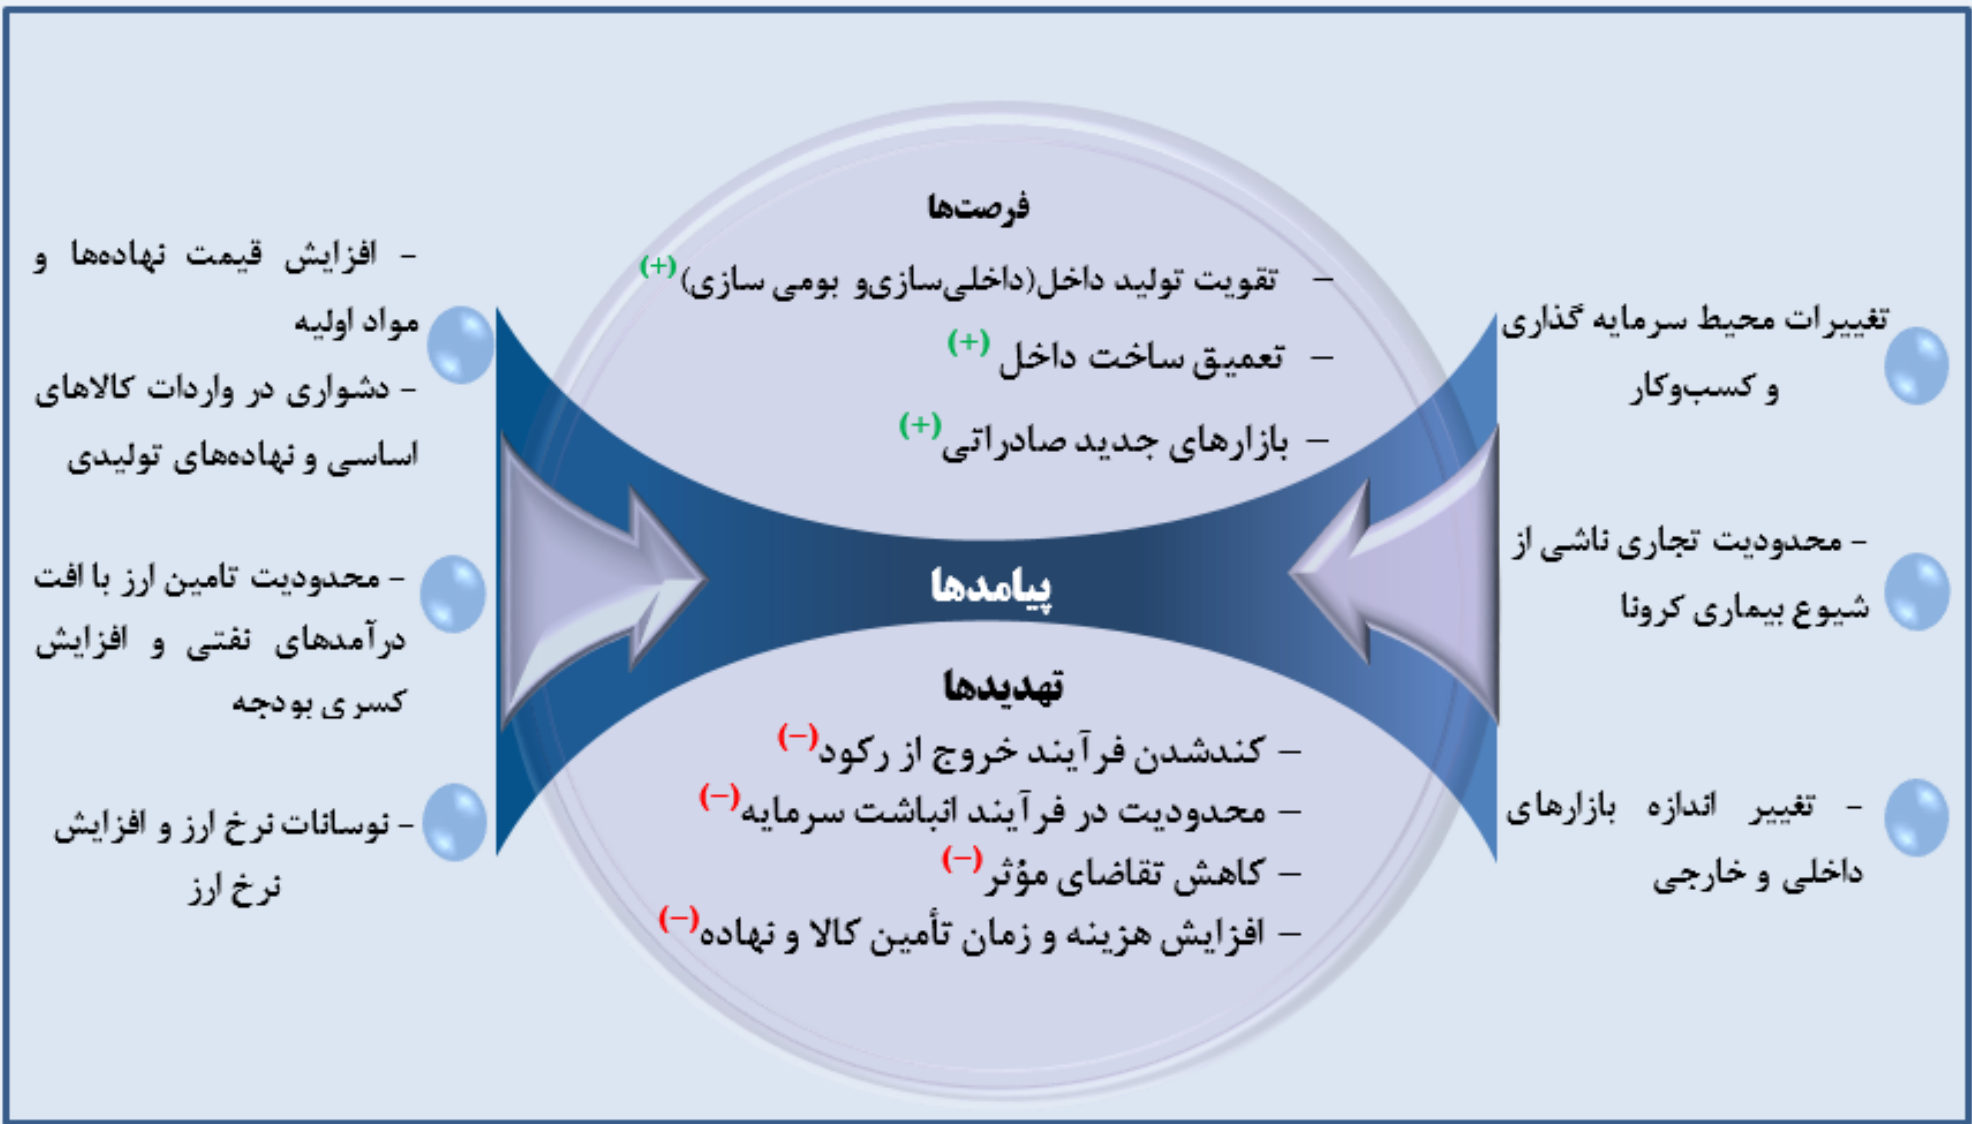 تغییرات محیط سرمایه گذاری
و کسب‌وکار
– محدودیت تجاری ناشی از
شیوع بیماری کرونا
– تغییر اندازه بازارهای
داخلی و خارجی
فرصت‌ها
– تقویت تولید داخل(داخلی‌سازی‌و بومی سازی)(+)
– تعمیق ساخت داخل (+)
– بازارهای جدید صادراتی(+)
پیامدها
تهدیدها
– کندشدن فرآیند خروج از رکود(–)
– محدودیت در فرآیند انباشت سرمایه(–)
– کاهش تقاضای مؤثر(–)
– افزایش هزینه و زمان تأمین کالا و نهاده(–)
– افزایش قیمت نهاده‌ها و
مواد اولیه
– دشواری در واردات کالاهای
اساسی و نهاده‌های تولیدی
– محدودیت تامین ارز با افت
درآمدهای نفتی و افزایش
کسری بودجه
– نوسانات نرخ ارز و افزایش
نرخ ارز